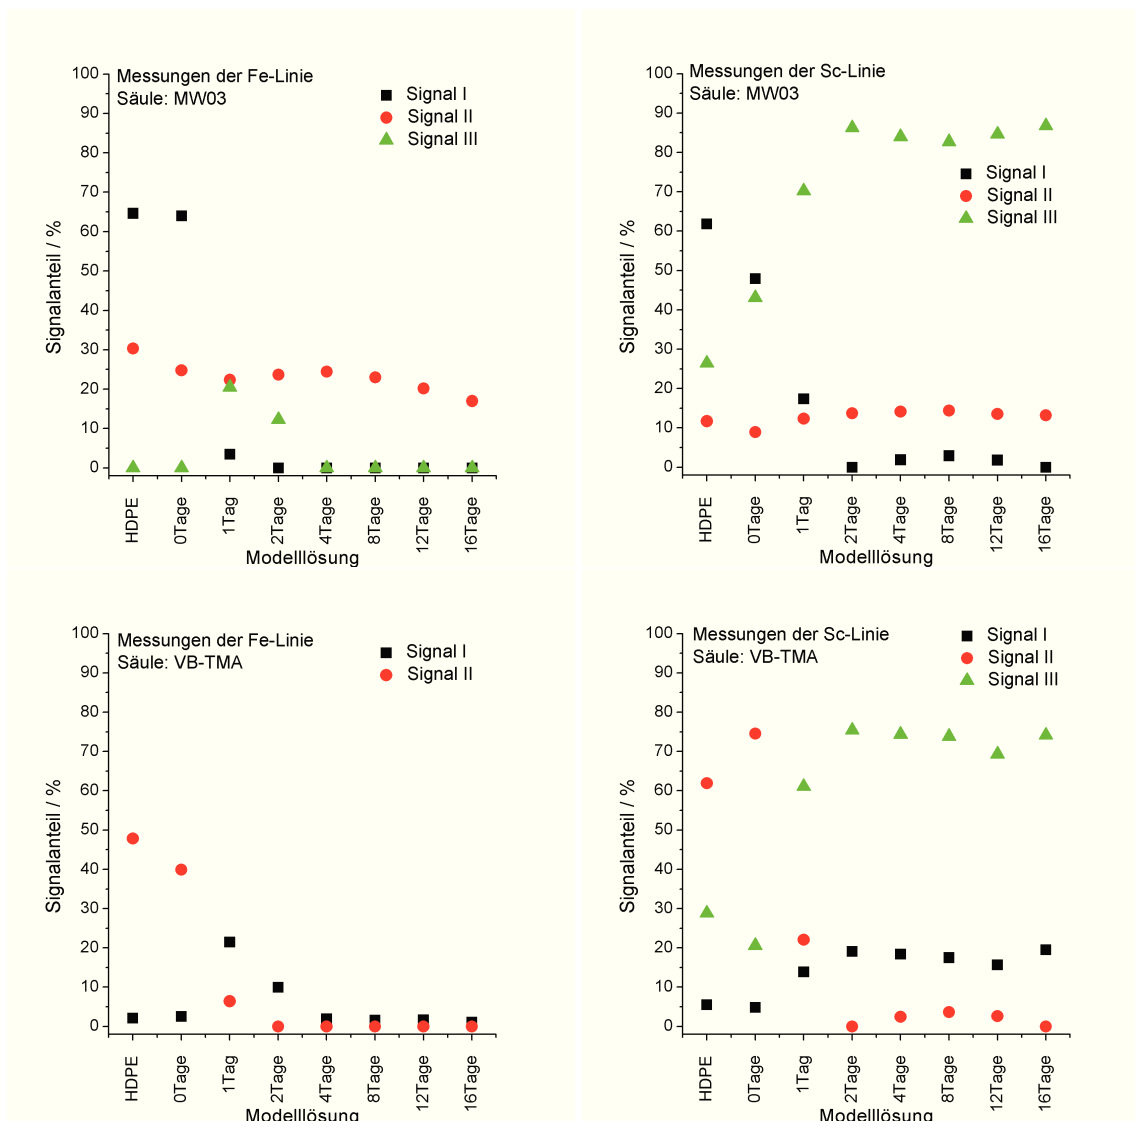 Messungen der Fe-Linie
Säule: MW03
Signal I
Signal II
Signal III
Signalanteil / %
100
90
80
70
60
50
40
30
20
10
0
HDPE
0Tage
1Tag
2Tage
4Tage
8Tage
12Tage
16Tage
Modelllösung
Messungen der Sc-Linie
Säule: MW03
Signal I
Signal II
Signal III
Signalanteil / %
100
90
80
70
60
50
40
30
20
10
0
HDPE
0Tage
1Tag
2Tage
4Tage
8Tage
12Tage
16Tage
Modelllösung
Messungen der Fe-Linie
Säule: VB-TMA
Signal I
Signal II
Signalanteil / %
100
90
80
70
60
50
40
30
20
10
0
HDPE
0Tage
1Tag
2Tage
4Tage
8Tage
12Tage
16Tage
Modelllösung
Messungen der Sc-Linie
Säule: VB-TMA
Signal I
Signal II
Signal III
Signalanteil / %
100
90
80
70
60
50
40
30
20
10
0
HDPE
0Tage
1Tag
2Tage
4Tage
8Tage
12Tage
16Tage
Modelllösung